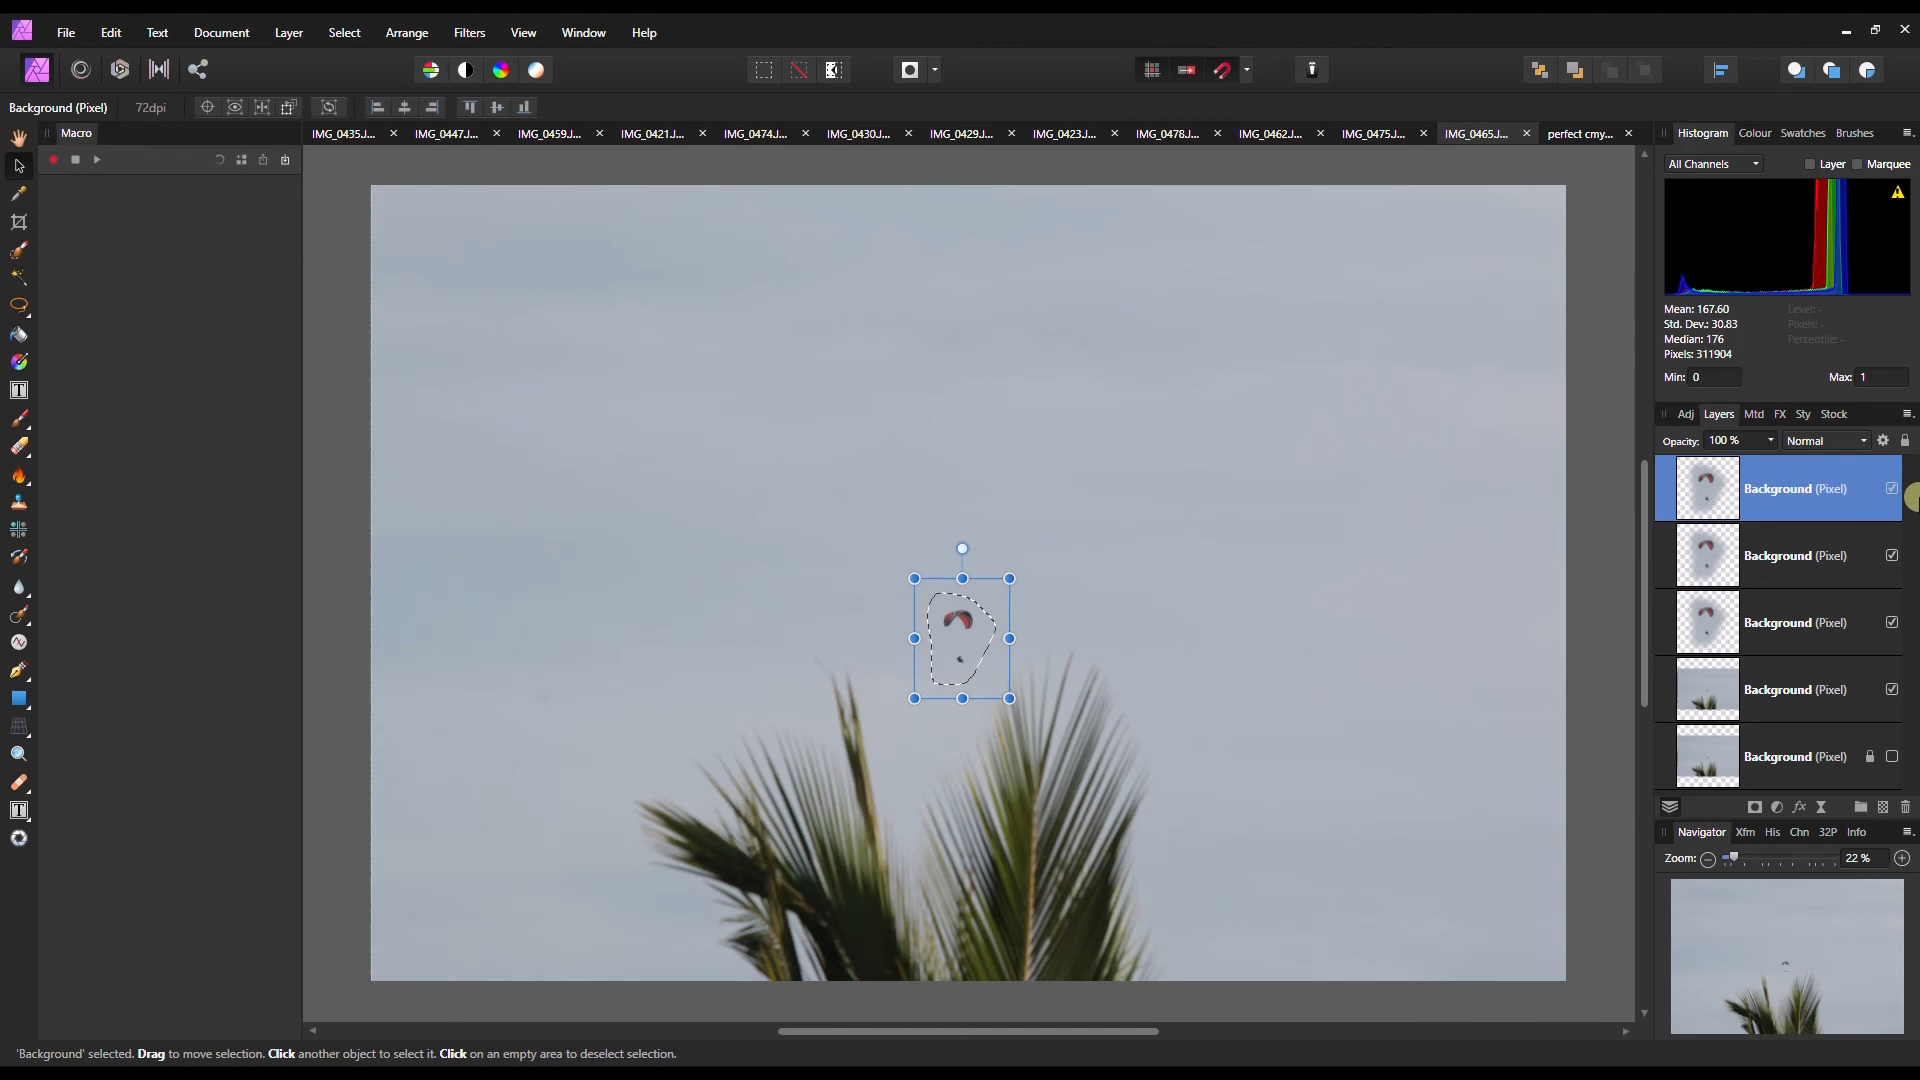 File Edit Text Document Layer Select Arrange Filters View Window Help
Background (Pixel) 72dpi
Macro
IMG_0435.J... IMG_0447.J... IMG_0459.J... IMG_0421.J... IMG_0474.J... IMG_0430.J... IMG_0429.J... IMG_0423.J... IMG_0478.J... IMG_0462.J... IMG_0475.J... IMG_0465.J... perfect cmy...
Histogram Colour Swatches Brushes
All Channels Layer Marquee
Mean: 167.60 Level: -
Std. Dev.: 30.83 Pixels: -
Median: 176 Percentile: -
Pixels: 311904
Min: 0 Max: 1
Adj Layers Mtd FX Sty Stock
Opacity: 100 % Normal
Background (Pixel)
Background (Pixel)
Background (Pixel)
Background (Pixel)
Background (Pixel)
Navigator Xfm His Chn 32P Info
Zoom: 22 %
'Background' selected. Drag to move selection. Click another object to select it. Click on an empty area to deselect selection.